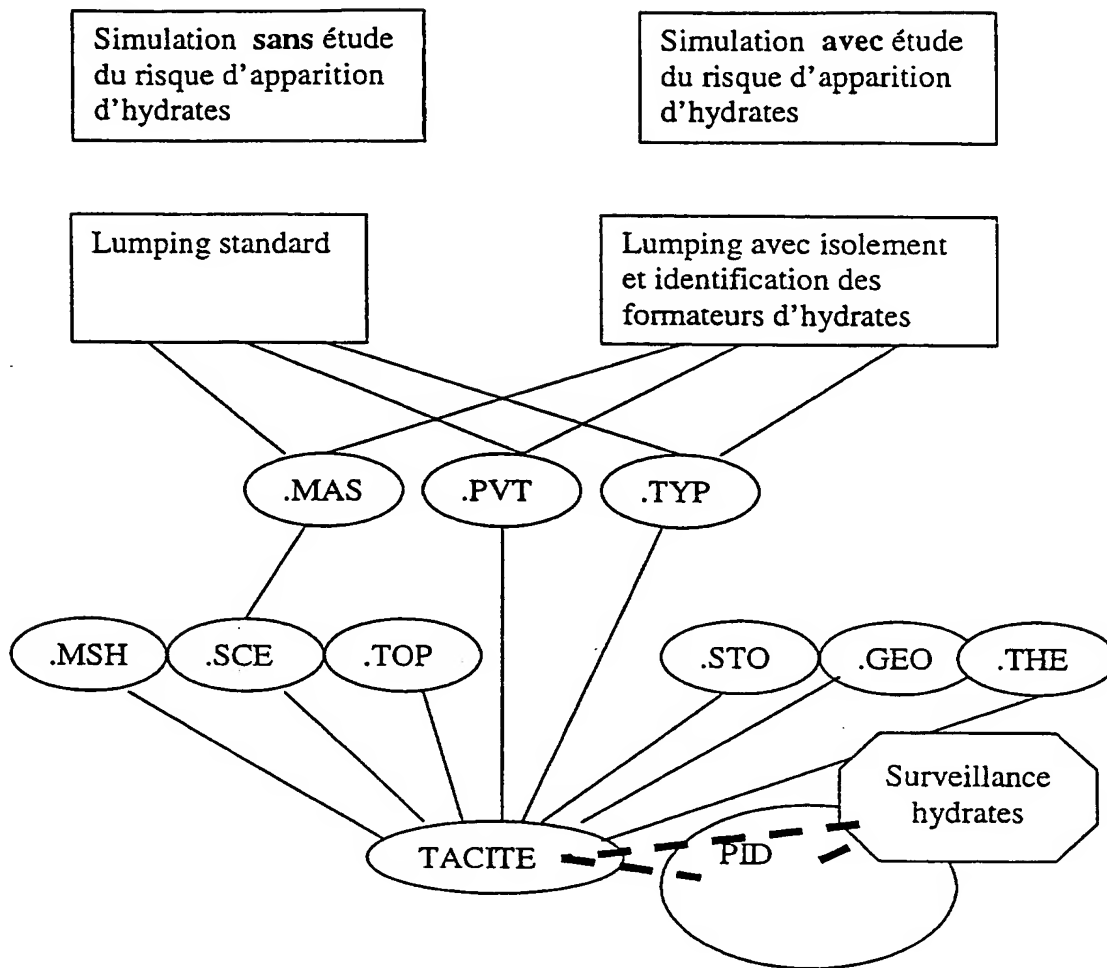 Simulation sans étude
du risque d'apparition
d'hydrates
Simulation avec étude
du risque d'apparition
d'hydrates
Lumping standard
Lumping avec isolement
et identification des
formateurs d'hydrates
.MAS
.PVT
.TYP
.MSH
.SCE
.TOP
.STO
.GEO
.THE
Surveillance
hydrates
TACITE
PID